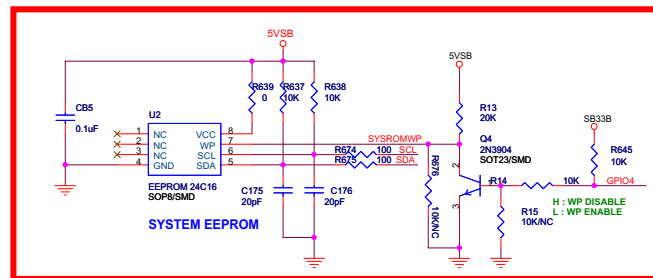 5VSB
5VSB
SB33B
R639
0
R637
10K
R638
10K
R13
20K
CB5
0.1uF
U2
1
2
3
4
NC
NC
NC
GND
VCC
WP
SCL
SDA
8
7
6
5
SYSROMWP
R674
100
SCL
R675
100
SDA
EEPROM 24C16
SOP8/SMD
Q4
2N3904
SOT23/SMD
2
1
3
R645
10K
R14
10K
GPIO4
R676
10K/NC
C175
20pF
C176
20pF
R15
10K/NC
H : WP DISABLE
L : WP ENABLE
SYSTEM EEPROM